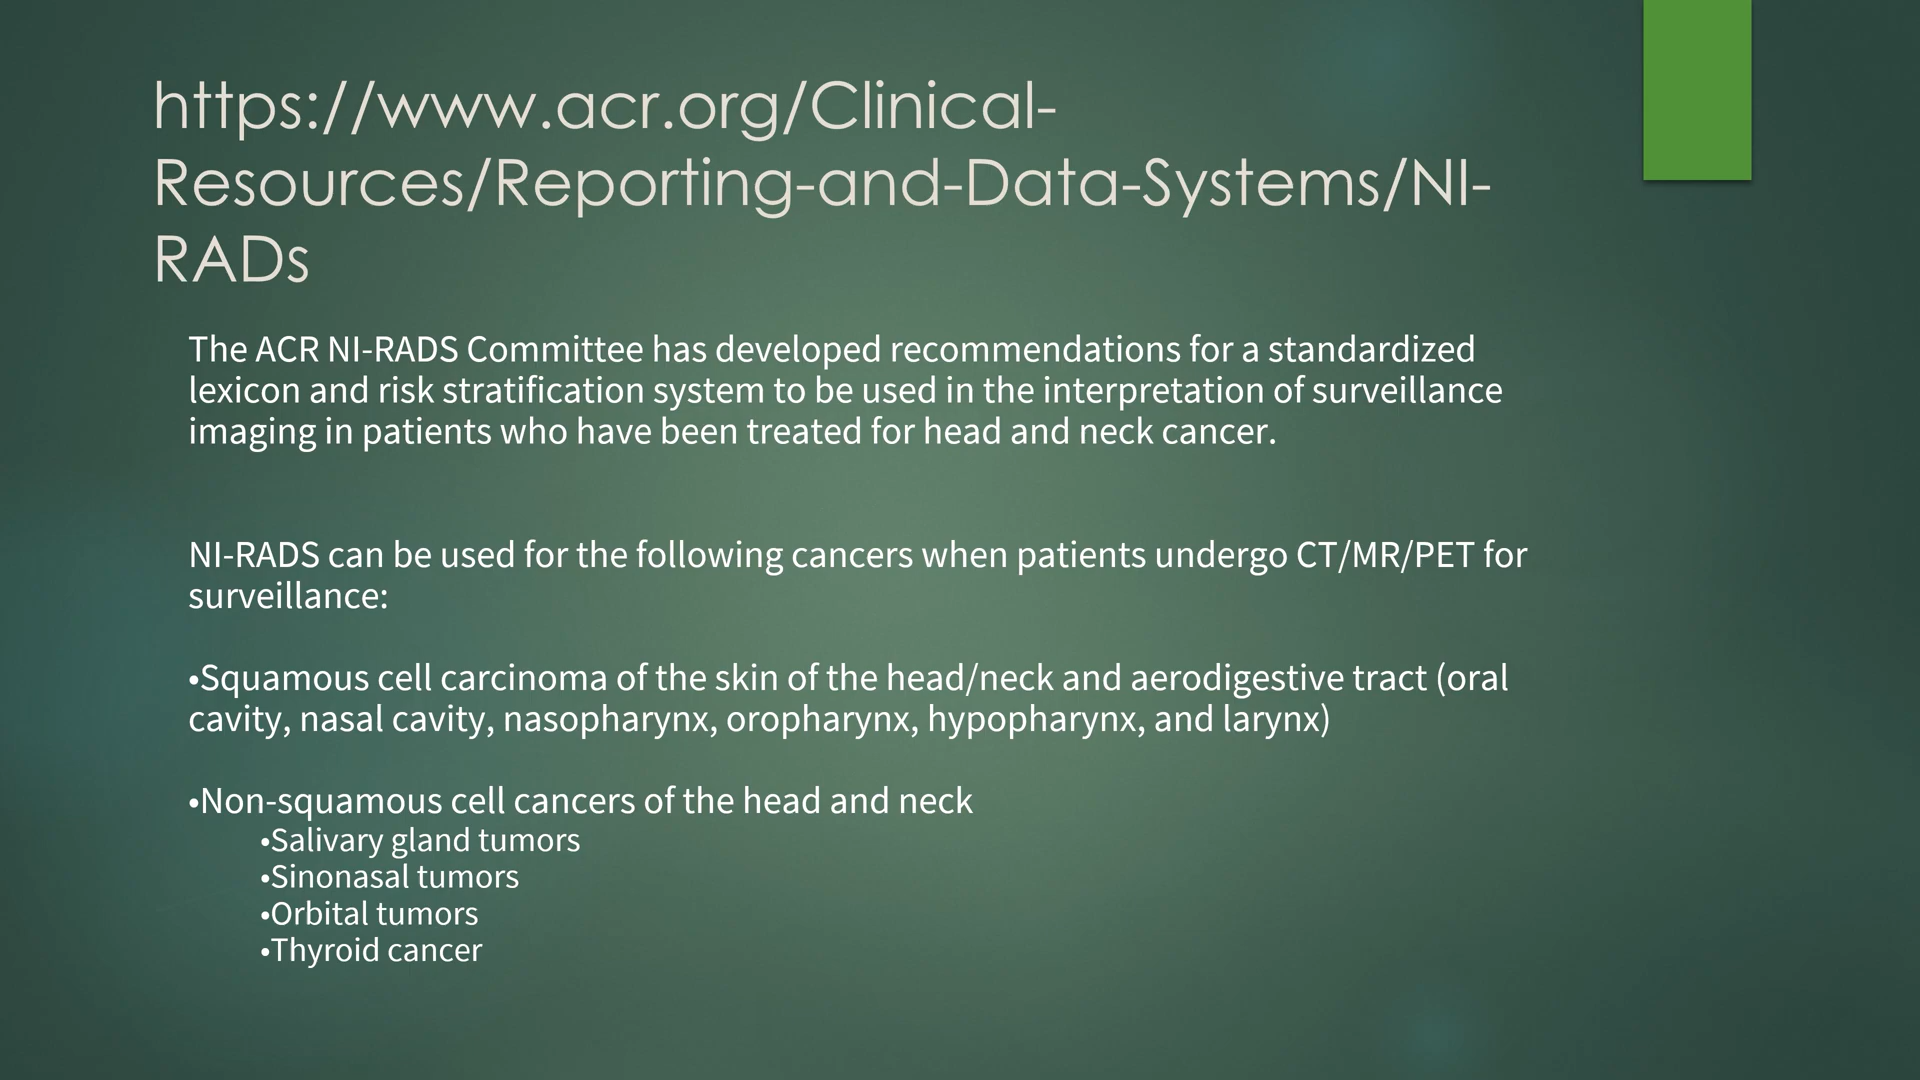 https://www.acr.org/Clinical-
Resources/Reporting-and-Data-Systems/NI-
RADs
The ACR NI-RADS Committee has developed recommendations for a standardized
lexicon and risk stratification system to be used in the interpretation of surveillance
imaging in patients who have been treated for head and neck cancer.
NI-RADS can be used for the following cancers when patients undergo CT/MR/PET for
surveillance:
•Squamous cell carcinoma of the skin of the head/neck and aerodigestive tract (oral
cavity, nasal cavity, nasopharynx, oropharynx, hypopharynx, and larynx)
•Non-squamous cell cancers of the head and neck
•Salivary gland tumors
•Sinonasal tumors
•Orbital tumors
•Thyroid cancer